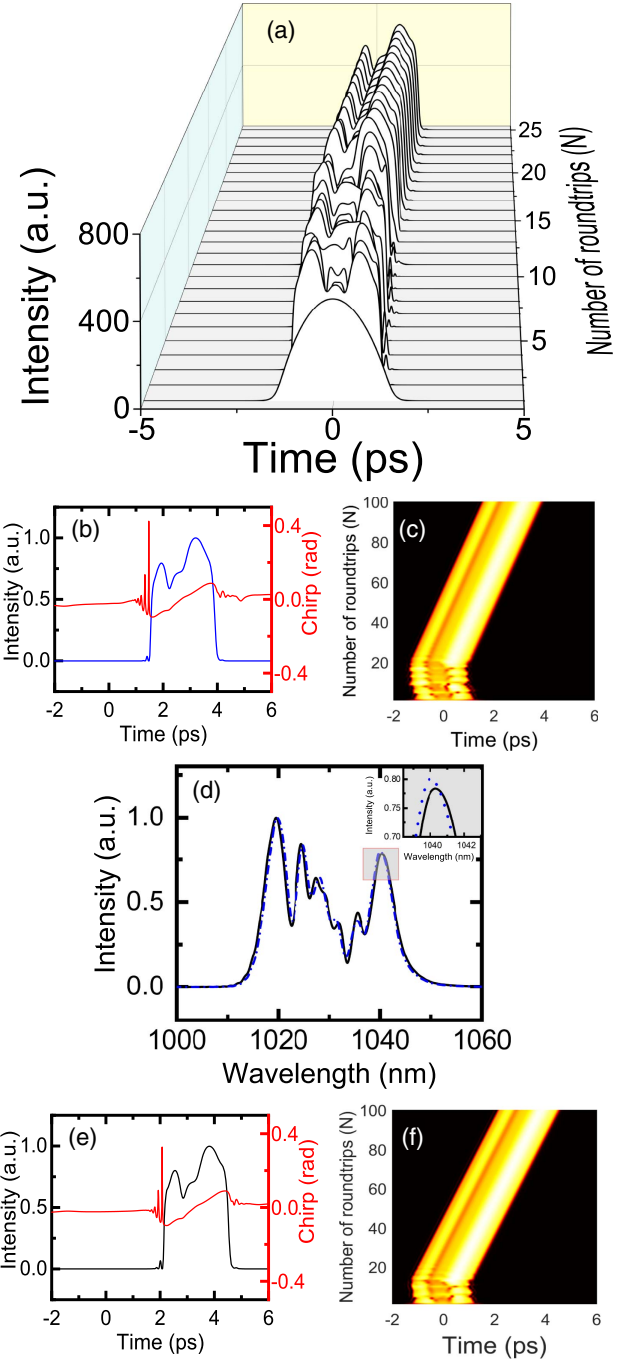 (a)
Intensity (a.u.)
800
400
0
-5
0
5
Time (ps)
5
10
15
20
25
Number of roundtrips (N)
(b)
Intensity (a.u.)
1.0
0.5
0.0
0.4
0.0
-0.4
Chirp (rad)
-2 0 2 4 6
Time (ps)
(c)
Number of roundtrips (N)
100
80
60
40
20
-2 0 2 4 6
Time (ps)
(d)
Intensity (a.u.)
1.0
0.5
0.0
1000 1020 1040 1060
Wavelength (nm)
Intensity (a.u.)
0.80
0.75
0.70
1040 1042
Wavelength (nm)
(e)
Intensity (a.u.)
1.0
0.5
0.0
0.4
0.0
-0.4
Chirp (rad)
-2 0 2 4 6
Time (ps)
(f)
Number of roundtrips (N)
100
80
60
40
20
-2 0 2 4 6
Time (ps)